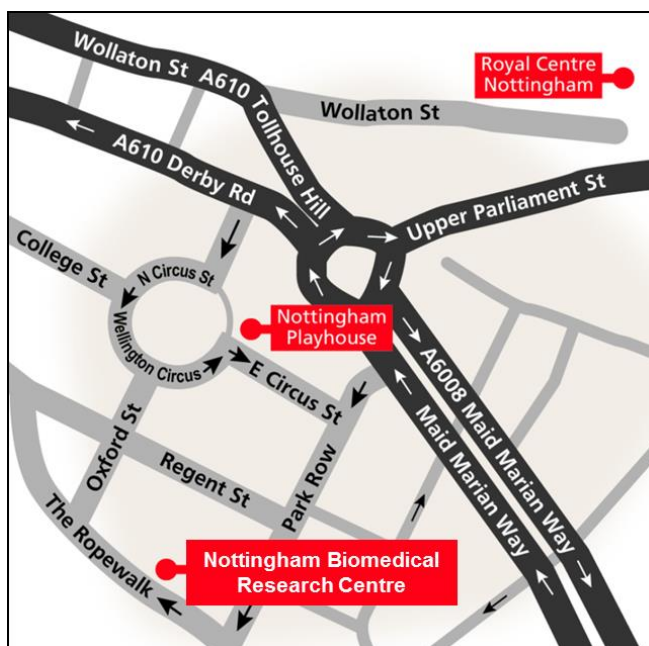 Wollaton St A610
Tollhouse Hill
Wollaton St
Royal Centre
Nottingham
A610 Derby Rd
Upper Parliament St
College St
N Circus St
Wellington Circus
Nottingham
Playhouse
E Circus St
A6008 Maid Marian Way
Maid Marian Way
Oxford St
Regent St
Park Row
The Ropewalk
Nottingham Biomedical
Research Centre